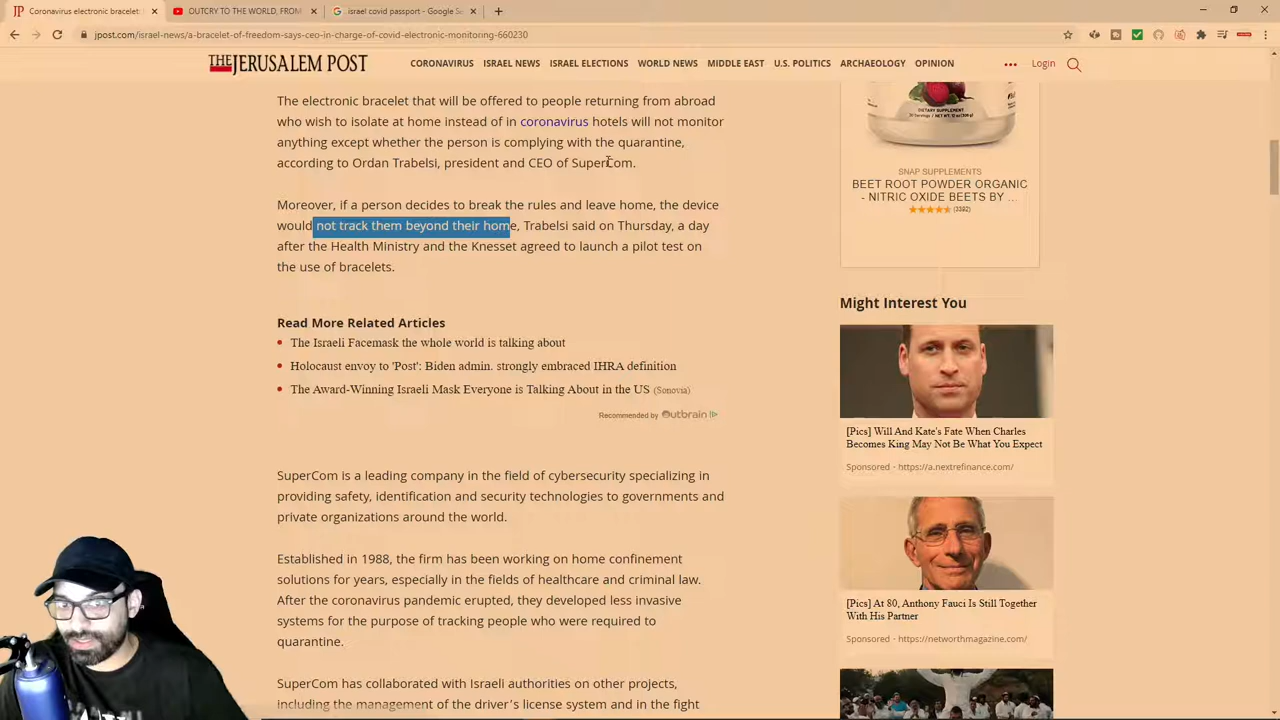 Coronavirus electronic bracelet:
DUTCRY TO THE WORLD, FROM
israel covid passport - Google Se
jpost.com/israel-news/a-bracelet-of-freedom-says-ceo-in-charge-of-covid-electronic-monitoring-660230
THE JERUSALEM POST
CORONAVIRUS ISRAEL NEWS ISRAEL ELECTIONS WORLD NEWS MIDDLE EAST U.S. POLITICS ARCHAEOLOGY OPINION ••• Login
The electronic bracelet that will be offered to people returning from abroad
who wish to isolate at home instead of in coronavirus hotels will not monitor
anything except whether the person is complying with the quarantine,
according to Ordan Trabelsi, president and CEO of SuperCom.
Moreover, if a person decides to break the rules and leave home, the device
would not track them beyond their home, Trabelsi said on Thursday, a day
after the Health Ministry and the Knesset agreed to launch a pilot test on
the use of bracelets.
Read More Related Articles
• The Israeli Facemask the whole world is talking about
• Holocaust envoy to 'Post': Biden admin. strongly embraced IHRA definition
• The Award-Winning Israeli Mask Everyone is Talking About in the US (Sonovia)
Recommended by Outbrain
SuperCom is a leading company in the field of cybersecurity specializing in
providing safety, identification and security technologies to governments and
private organizations around the world.
Established in 1988, the firm has been working on home confinement
solutions for years, especially in the fields of healthcare and criminal law.
After the coronavirus pandemic erupted, they developed less invasive
systems for the purpose of tracking people who were required to
quarantine.
SuperCom has collaborated with Israeli authorities on other projects,
including the management of the driver's license system and in the fight
DIETARY SUPPLEMENT
SNAP SUPPLEMENTS
BEET ROOT POWDER ORGANIC
- NITRIC OXIDE BEETS BY ...
Might Interest You
[Pics] Will And Kate's Fate When Charles
Becomes King May Not Be What You Expect
Sponsored - https://a.nextrefinance.com/
[Pics] At 80, Anthony Fauci Is Still Together
With His Partner
Sponsored - https://networthmagazine.com/